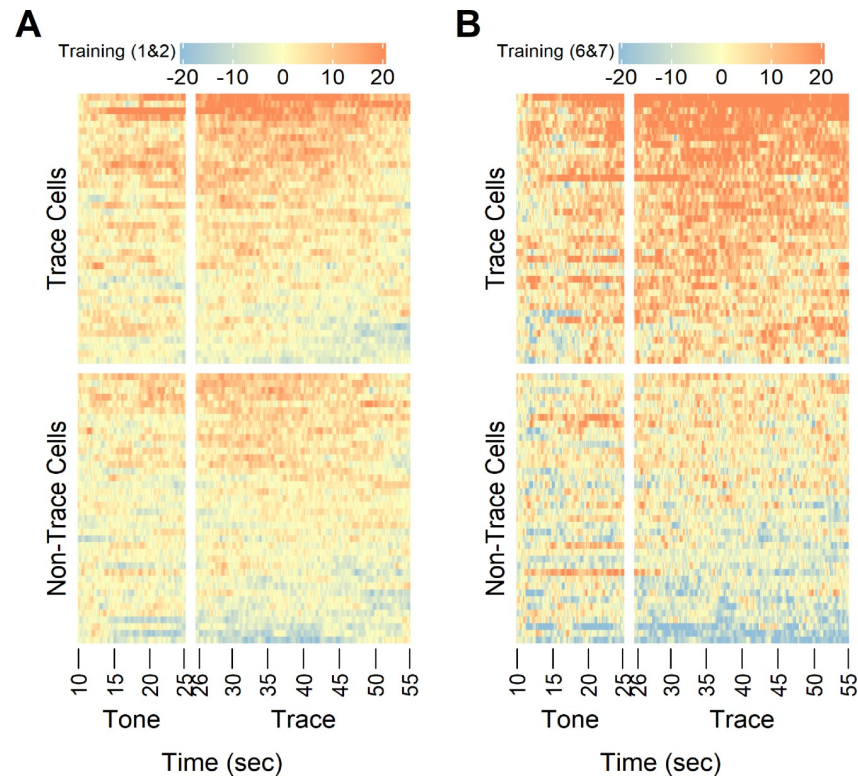 A
Training (1&2)
-20 -10 0 10 20
Trace Cells
Non-Trace Cells
10 15 20 25 26 30 35 40 45 50 55
Tone Trace
Time (sec)
B
Training (6&7)
-20 -10 0 10 20
Trace Cells
Non-Trace Cells
10 15 20 25 26 30 35 40 45 50 55
Tone Trace
Time (sec)